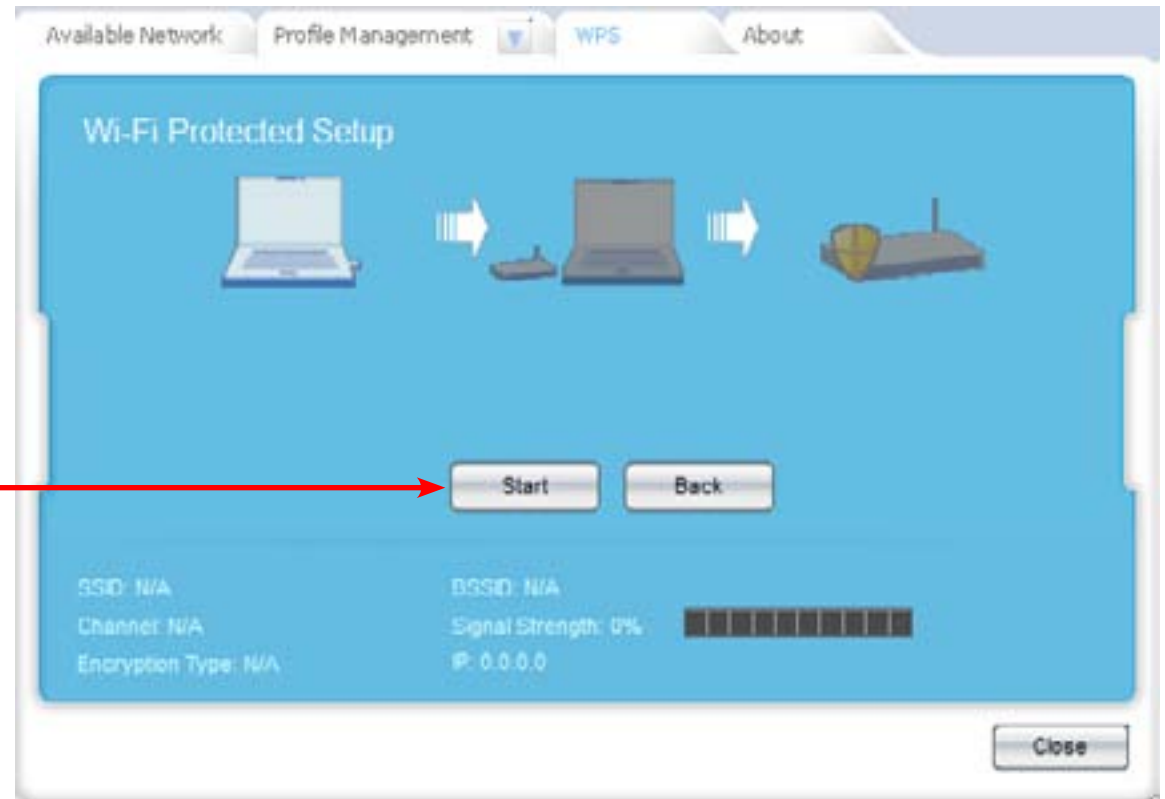 Available Network Profile Management WPS About
Wi-Fi Protected Setup
Start Back
SSID: N/A BSSID: N/A
Channel: N/A Signal Strength: 0%
Encryption Type: N/A IP: 0.0.0.0
Close